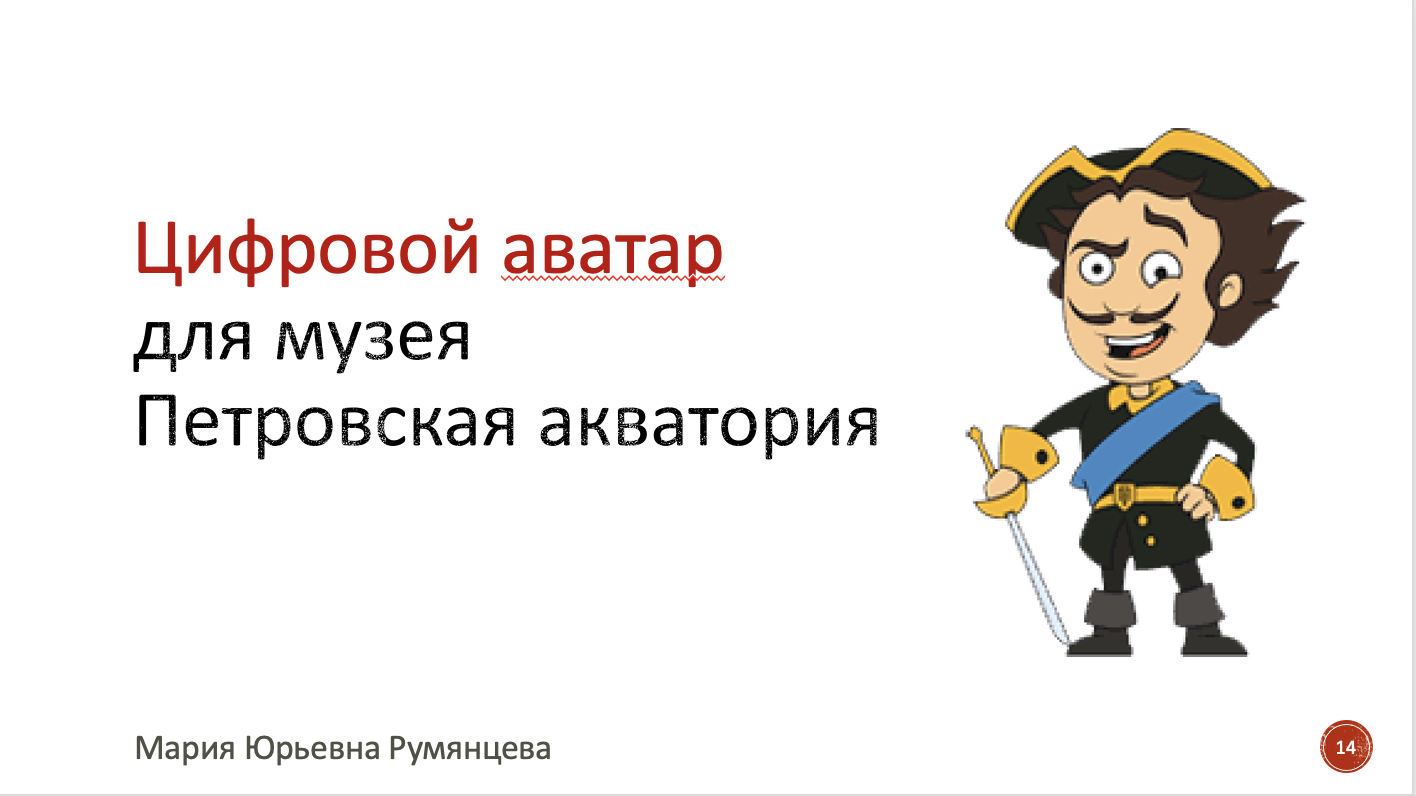 Цифровой аватар
для музея
Петровская акватория
Мария Юрьевна Румянцева
14